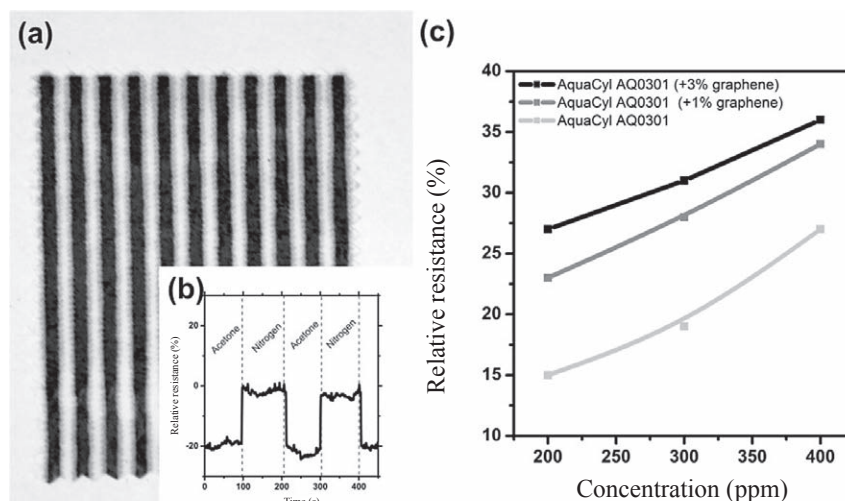 (a)
(b)
20
0
-20
Relative resistance (%)
Acetone
Nitrogen
Acetone
Nitrogen
0
100
200
300
400
Time (s)
(c)
40
35
30
25
20
15
10
Relative resistance (%)
AquaCyl AQ0301 (+3% graphene)
AquaCyl AQ0301 (+1% graphene)
AquaCyl AQ0301
200
250
300
350
400
Concentration (ppm)